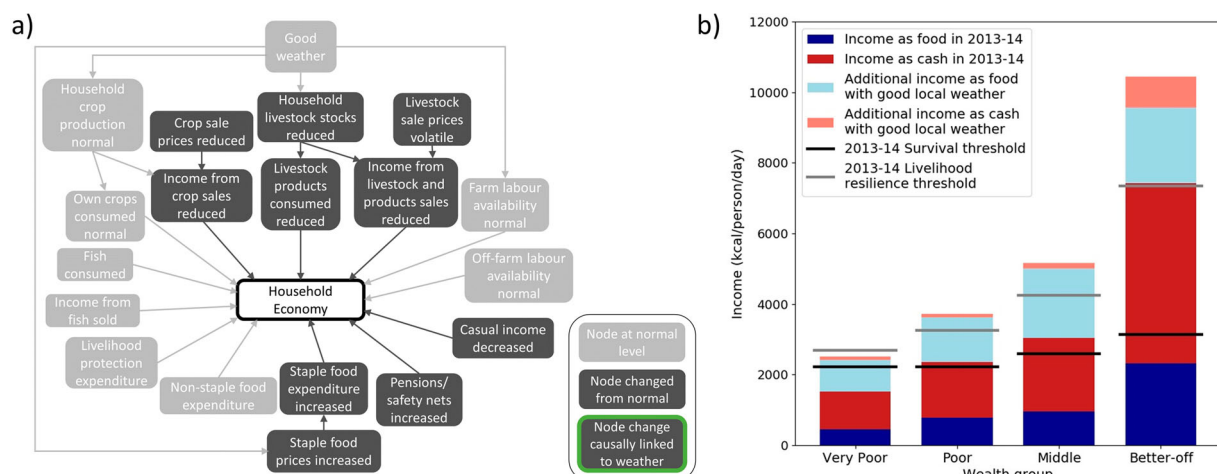 a)
Good
weather
Household
crop
production
normal
Crop sale
prices reduced
Household
livestock stocks
reduced
Livestock
sale prices
volatile
Own crops
consumed
normal
Income from
crop sales
reduced
Livestock
products
consumed
reduced
Income from
livestock and
products sales
reduced
Farm labour
availability
normal
Fish
consumed
Off-farm labour
availability
normal
Household
Economy
Income from
fish sold
Livelihood
protection
expenditure
Non-staple food
expenditure
Staple food
expenditure
increased
Pensions/
safety nets
increased
Casual income
decreased
Staple food
prices increased
Node at normal
level
Node changed
from normal
Node change
causally linked
to weather
b)
Income (kcal/person/day)
12000
10000
8000
6000
4000
2000
0
Income as food in 2013-14
Income as cash in 2013-14
Additional income as food
with good local weather
Additional income as cash
with good local weather
2013-14 Survival threshold
2013-14 Livelihood
resilience threshold
Very Poor
Poor
Middle
Better-off
Wealth group